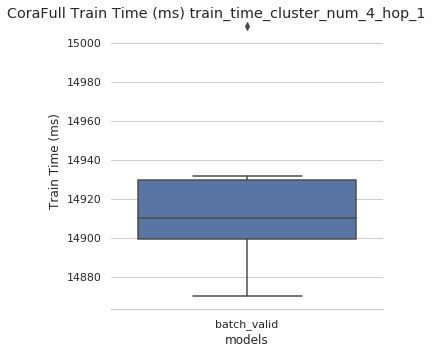 CoraFull Train Time (ms) train_time_cluster_num_4_hop_1
15000
14980
14960
14940
14920
14900
14880
Train Time (ms)
batch_valid
models